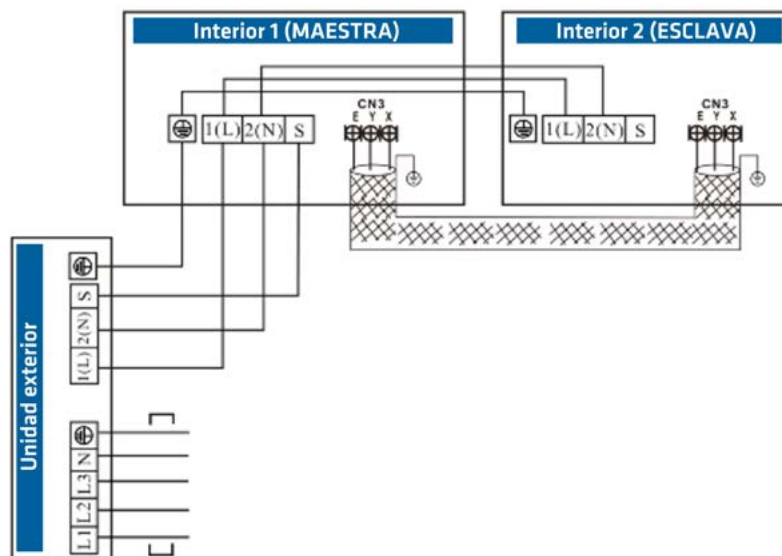 Interior 1 (MAESTRA)
Interior 2 (ESCLAVA)
1(L) 2(N) S
CN3
E Y X
1(L) 2(N) S
CN3
E Y X
Unidad exterior
S
2(N)
1(L)
N
L3
L2
L1